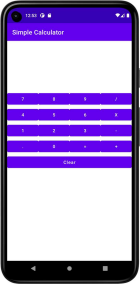 12:53
Simple Calculator
7 8 9 /
4 5 6 X
1 2 3 -
0 = +
Clear